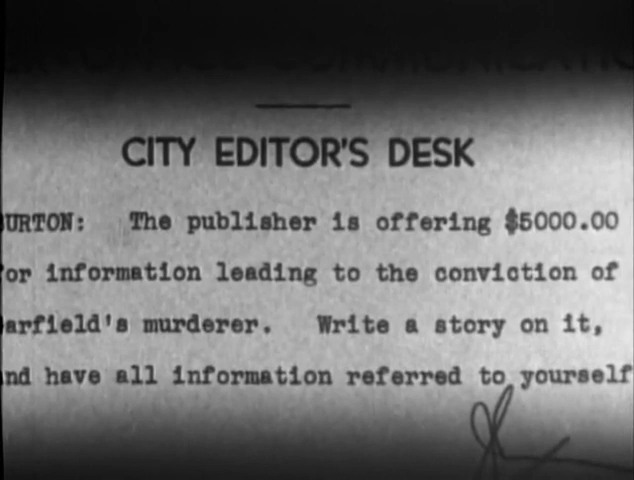 CITY EDITOR'S DESK
URTON: The publisher is offering $5000.00
or information leading to the conviction of
arfield's murderer. Write a story on it,
nd have all information referred to yourself